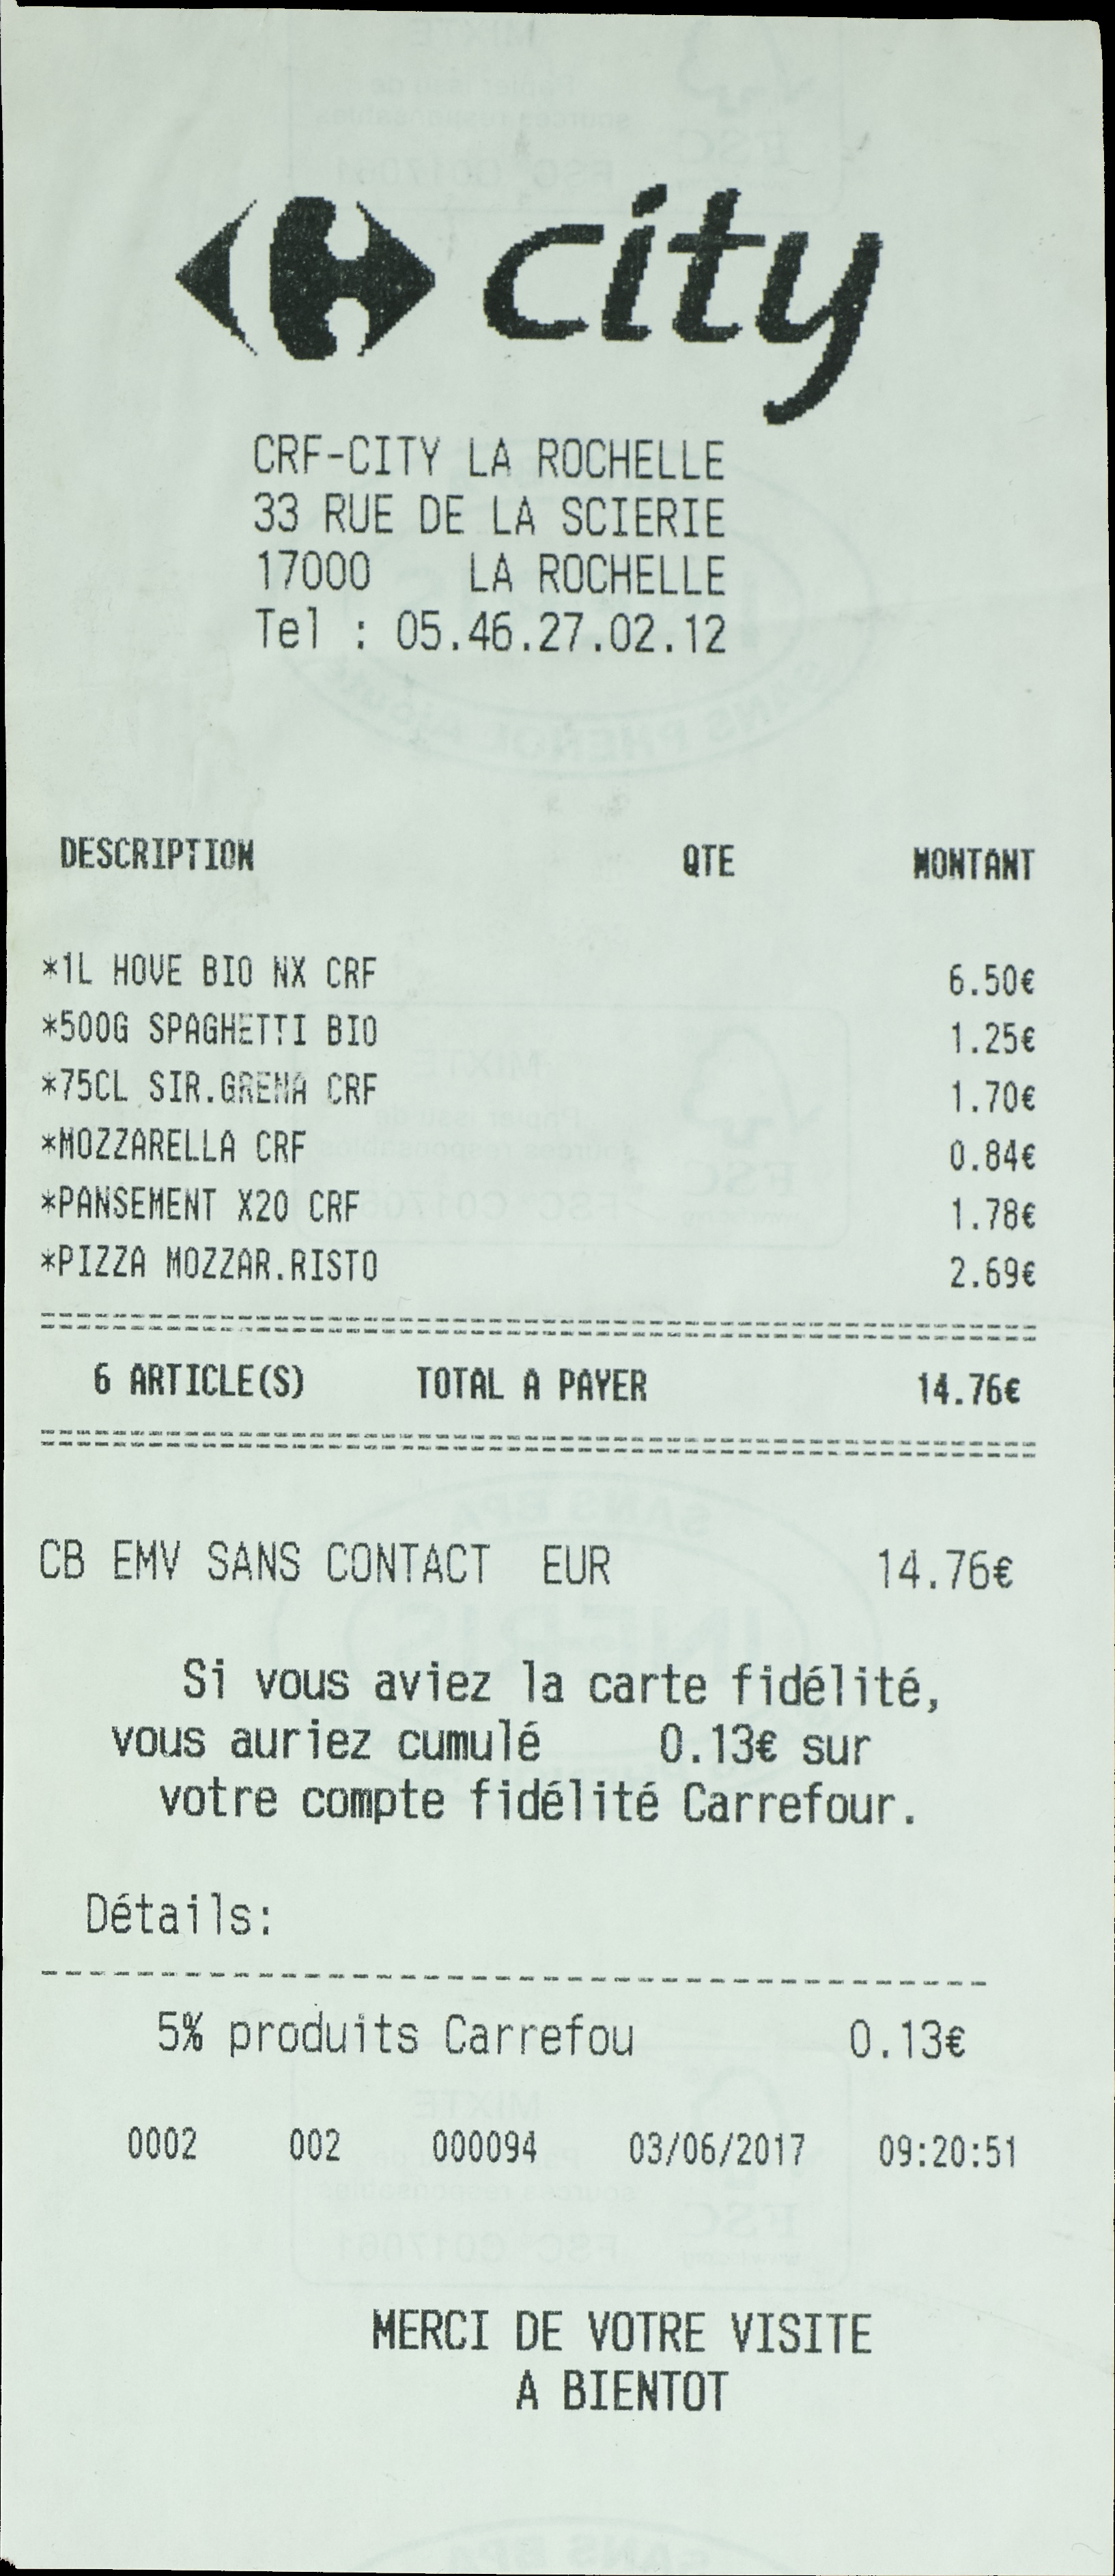 city
CRF-CITY LA ROCHELLE
33 RUE DE LA SCIERIE
17000 LA ROCHELLE
Tel : 05.46.27.02.12
DESCRIPTION QTE MONTANT
*1L HOVE BIO NX CRF 6.50€
*500G SPAGHETTI BIO 1.25€
*75CL SIR.GRENA CRF 1.70€
*MOZZARELLA CRF 0.84€
*PANSEMENT X20 CRF 1.78€
*PIZZA MOZZAR.RISTO 2.69€
6 ARTICLE(S) TOTAL A PAYER 14.76€
CB EMV SANS CONTACT EUR 14.76€
Si vous aviez la carte fidélité,
vous auriez cumulé 0.13€ sur
votre compte fidélité Carrefour.
Détails:
5% produits Carrefou 0.13€
0002 002 000094 03/06/2017 09:20:51
MERCI DE VOTRE VISITE
A BIENTOT